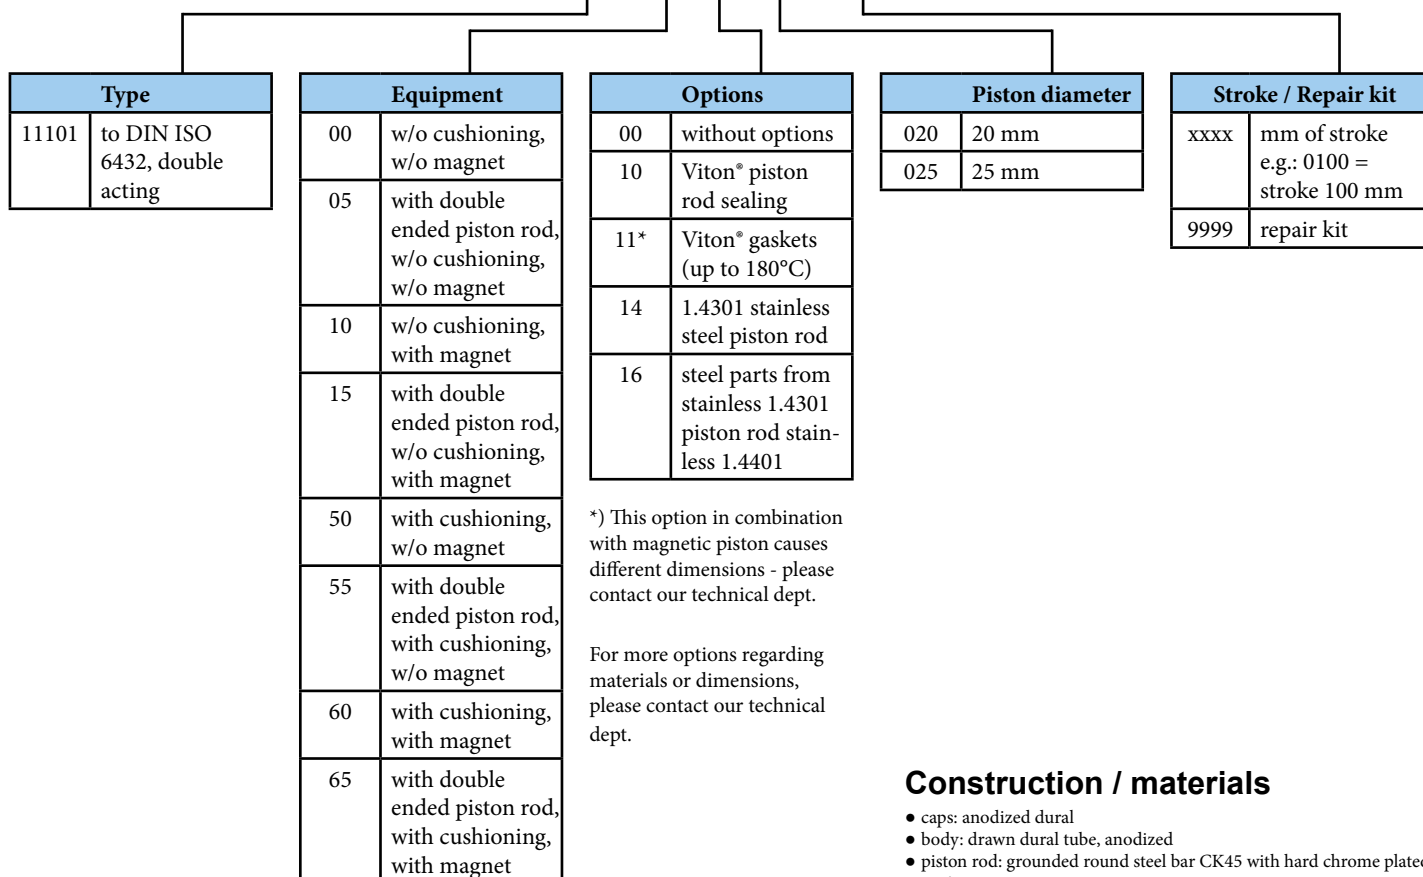 Type
11101 to DIN ISO
6432, double
acting
Equipment
00 w/o cushioning,
w/o magnet
05 with double
ended piston rod,
w/o cushioning,
w/o magnet
10 w/o cushioning,
with magnet
15 with double
ended piston rod,
w/o cushioning,
with magnet
50 with cushioning,
w/o magnet
55 with double
ended piston rod,
with cushioning,
w/o magnet
60 with cushioning,
with magnet
65 with double
ended piston rod,
with cushioning,
with magnet
Options
00 without options
10 Viton® piston
rod sealing
11* Viton® gaskets
(up to 180°C)
14 1.4301 stainless
steel piston rod
16 steel parts from
stainless 1.4301
piston rod stain-
less 1.4401
*) This option in combination
with magnetic piston causes
different dimensions - please
contact our technical dept.
For more options regarding
materials or dimensions,
please contact our technical
dept.
Piston diameter
020 20 mm
025 25 mm
Stroke / Repair kit
xxxx mm of stroke
e.g.: 0100 =
stroke 100 mm
9999 repair kit
Construction / materials
● caps: anodized dural
● body: drawn dural tube, anodized
● piston rod: grounded round steel bar CK45 with hard chrome plated